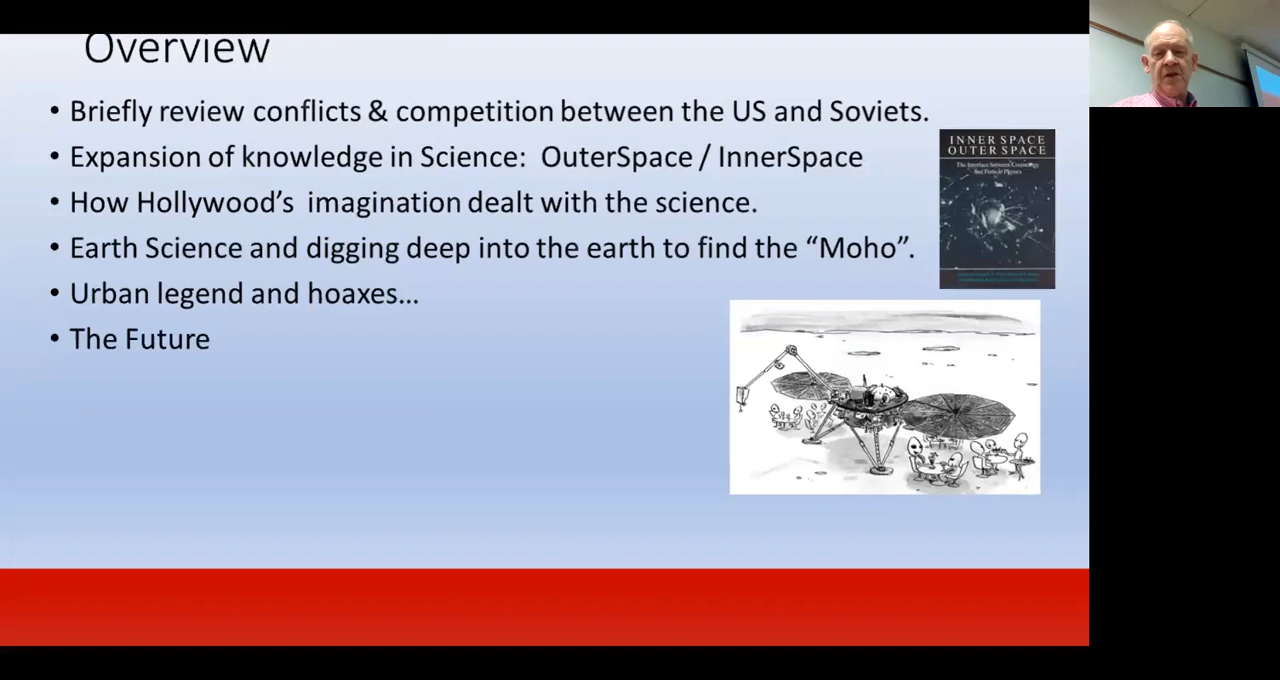 Overview
• Briefly review conflicts & competition between the US and Soviets.
• Expansion of knowledge in Science: OuterSpace / InnerSpace
• How Hollywood's imagination dealt with the science.
• Earth Science and digging deep into the earth to find the “Moho”.
• Urban legend and hoaxes...
• The Future
INNER SPACE
OUTER SPACE
The Interface between Cosmology
and Particle Physics